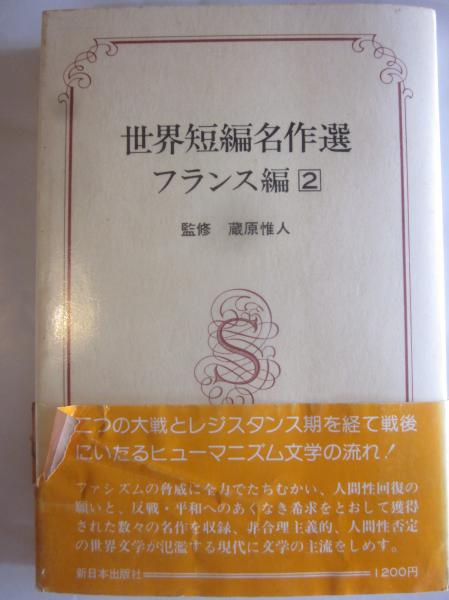 世界短編名作選
フランス編 2
監修 蔵原惟人
S
二つの大戦とレジスタンス期を経て戦後
にいたるヒューマニズム文学の流れ!
ファシズムの脅威に全力でたちむかい、人間性回復の
願いと、反戦・平和へのあくなき希求をとおして獲得
された数々の名作を収録、非合理主義的、人間性否定
の世界文学が氾濫する現代に文学の主流をしめす。
新日本出版社 1200円